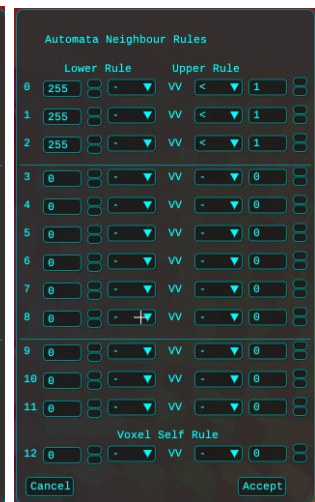 Automata Neighbour Rules
Lower Rule Upper Rule
0 255 - VV < 1
1 255 - VV < 1
2 255 - VV < 1
3 0 - VV - 0
4 0 - VV - 0
5 0 - VV - 0
6 0 - VV - 0
7 0 - VV - 0
8 0 - VV - 0
9 0 - VV - 0
10 0 - VV - 0
11 0 - VV - 0
Voxel Self Rule
12 0 - VV - 0
Cancel Accept